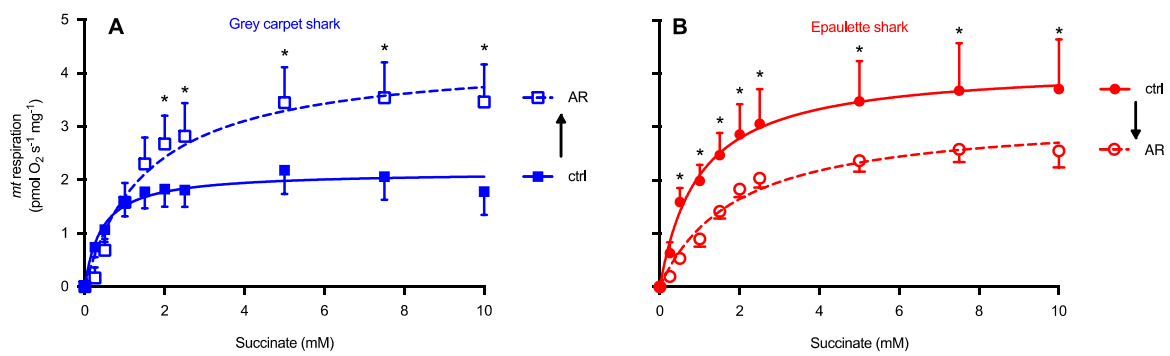 A
Grey carpet shark
5
4
3
2
1
0
* * * * *
AR
ctrl
mt respiration
(pmol O₂ s⁻¹ mg⁻¹)
0 2 4 6 8 10
Succinate (mM)
B
Epaulette shark
* * * * * * * *
ctrl
AR
0 2 4 6 8 10
Succinate (mM)